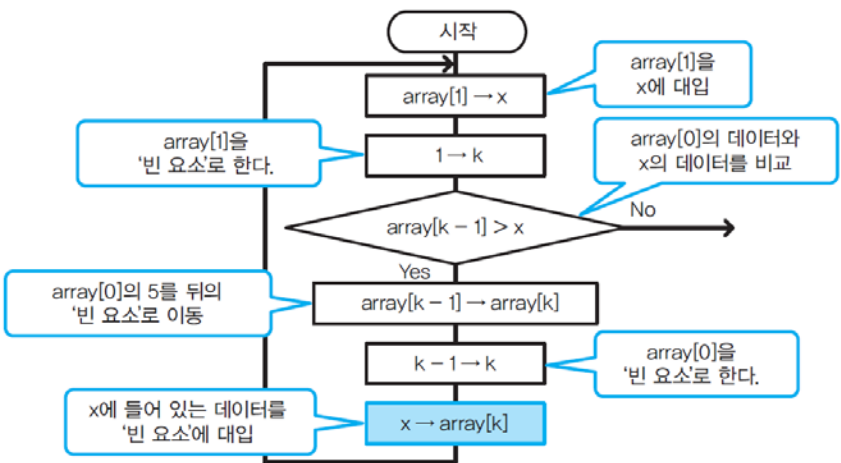 시작
array[1]을
x에 대입
array[1] → x
array[1]을
‘빈 요소’로 한다.
1 → k
array[0]의 데이터와
x의 데이터를 비교
array[k − 1] > x
No
Yes
array[0]의 5를 뒤의
‘빈 요소’로 이동
array[k − 1] → array[k]
k − 1 → k
array[0]을
‘빈 요소’로 한다.
x에 들어 있는 데이터를
‘빈 요소’에 대입
x → array[k]